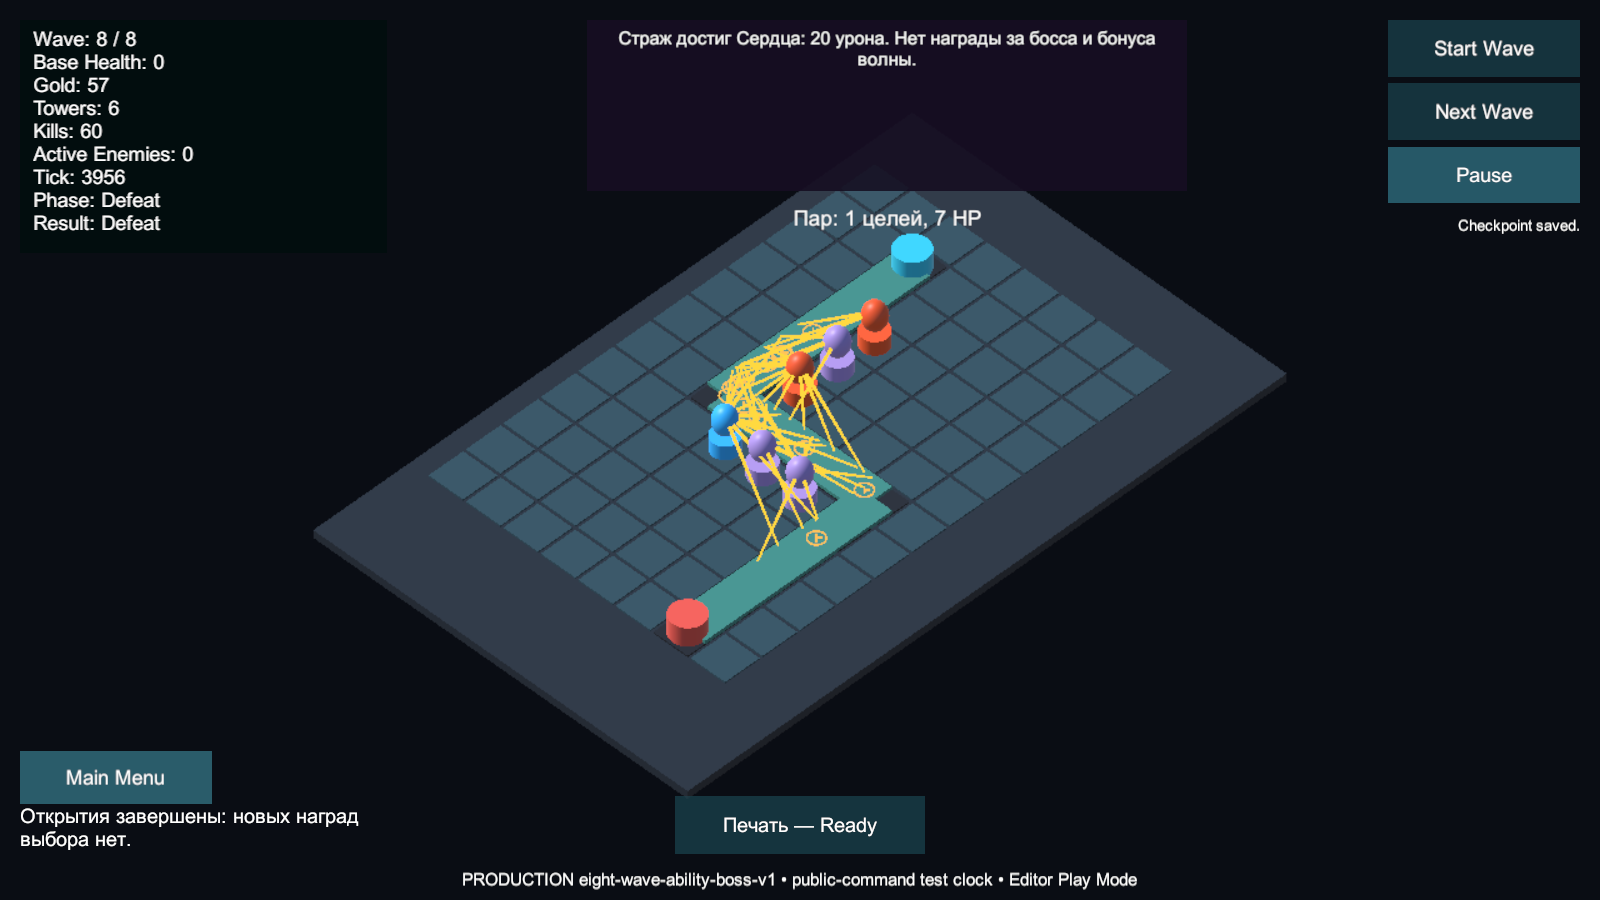 Wave: 8 / 8
Base Health: 0
Gold: 57
Towers: 6
Kills: 60
Active Enemies: 0
Tick: 3956
Phase: Defeat
Result: Defeat
Страж достиг Сердца: 20 урона. Нет награды за босса и бонуса
волны.
Start Wave
Next Wave
Pause
Checkpoint saved.
Пар: 1 целей, 7 HP
Main Menu
Открытия завершены: новых наград
выбора нет.
Печать — Ready
PRODUCTION eight-wave-ability-boss-v1 • public-command test clock • Editor Play Mode